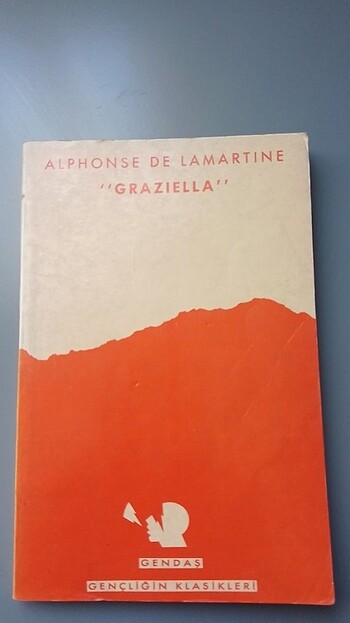 ALPHONSE DE LAMARTINE
''GRAZIELLA''
GENDAŞ
GENÇLİĞİN KLASİKLERİ